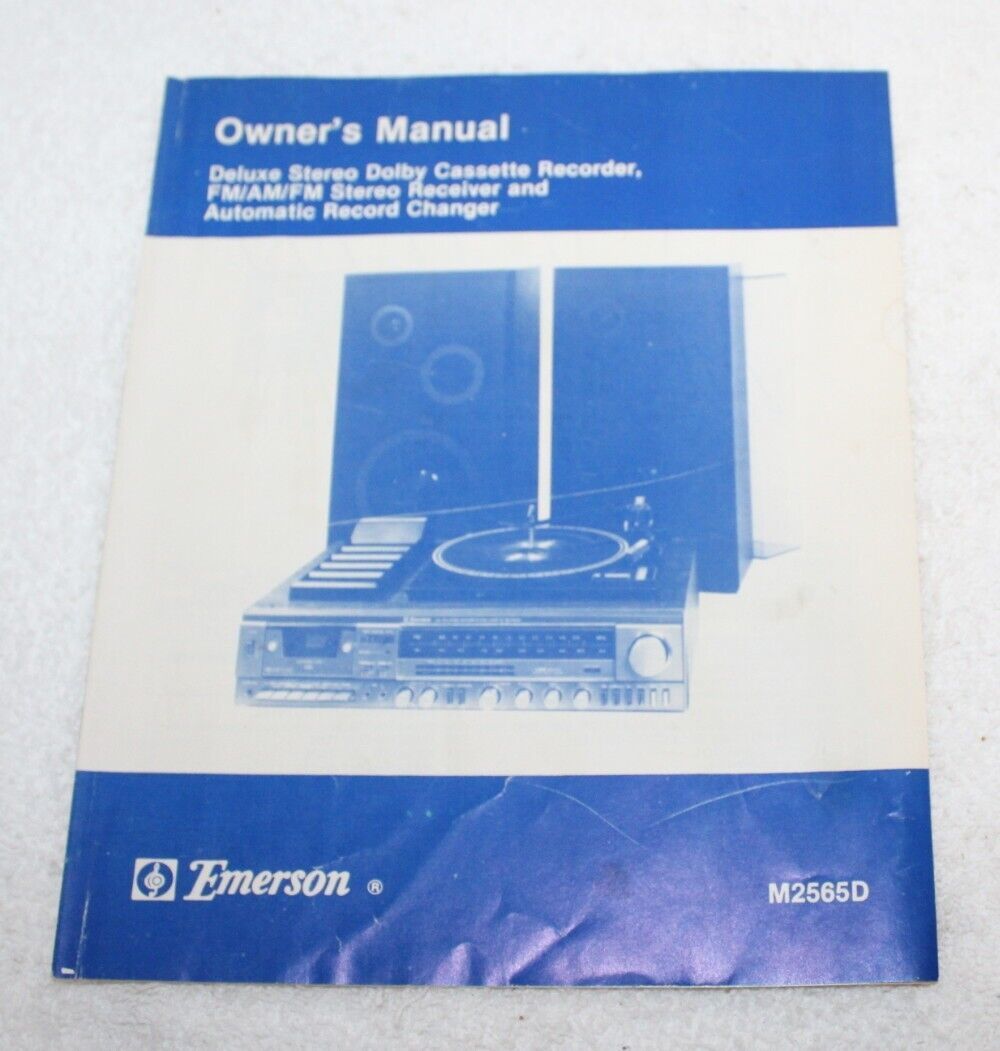 Owner's Manual
Deluxe Stereo Dolby Cassette Recorder,
FM/AM/FM Stereo Receiver and
Automatic Record Changer
Emerson ®
M2565D